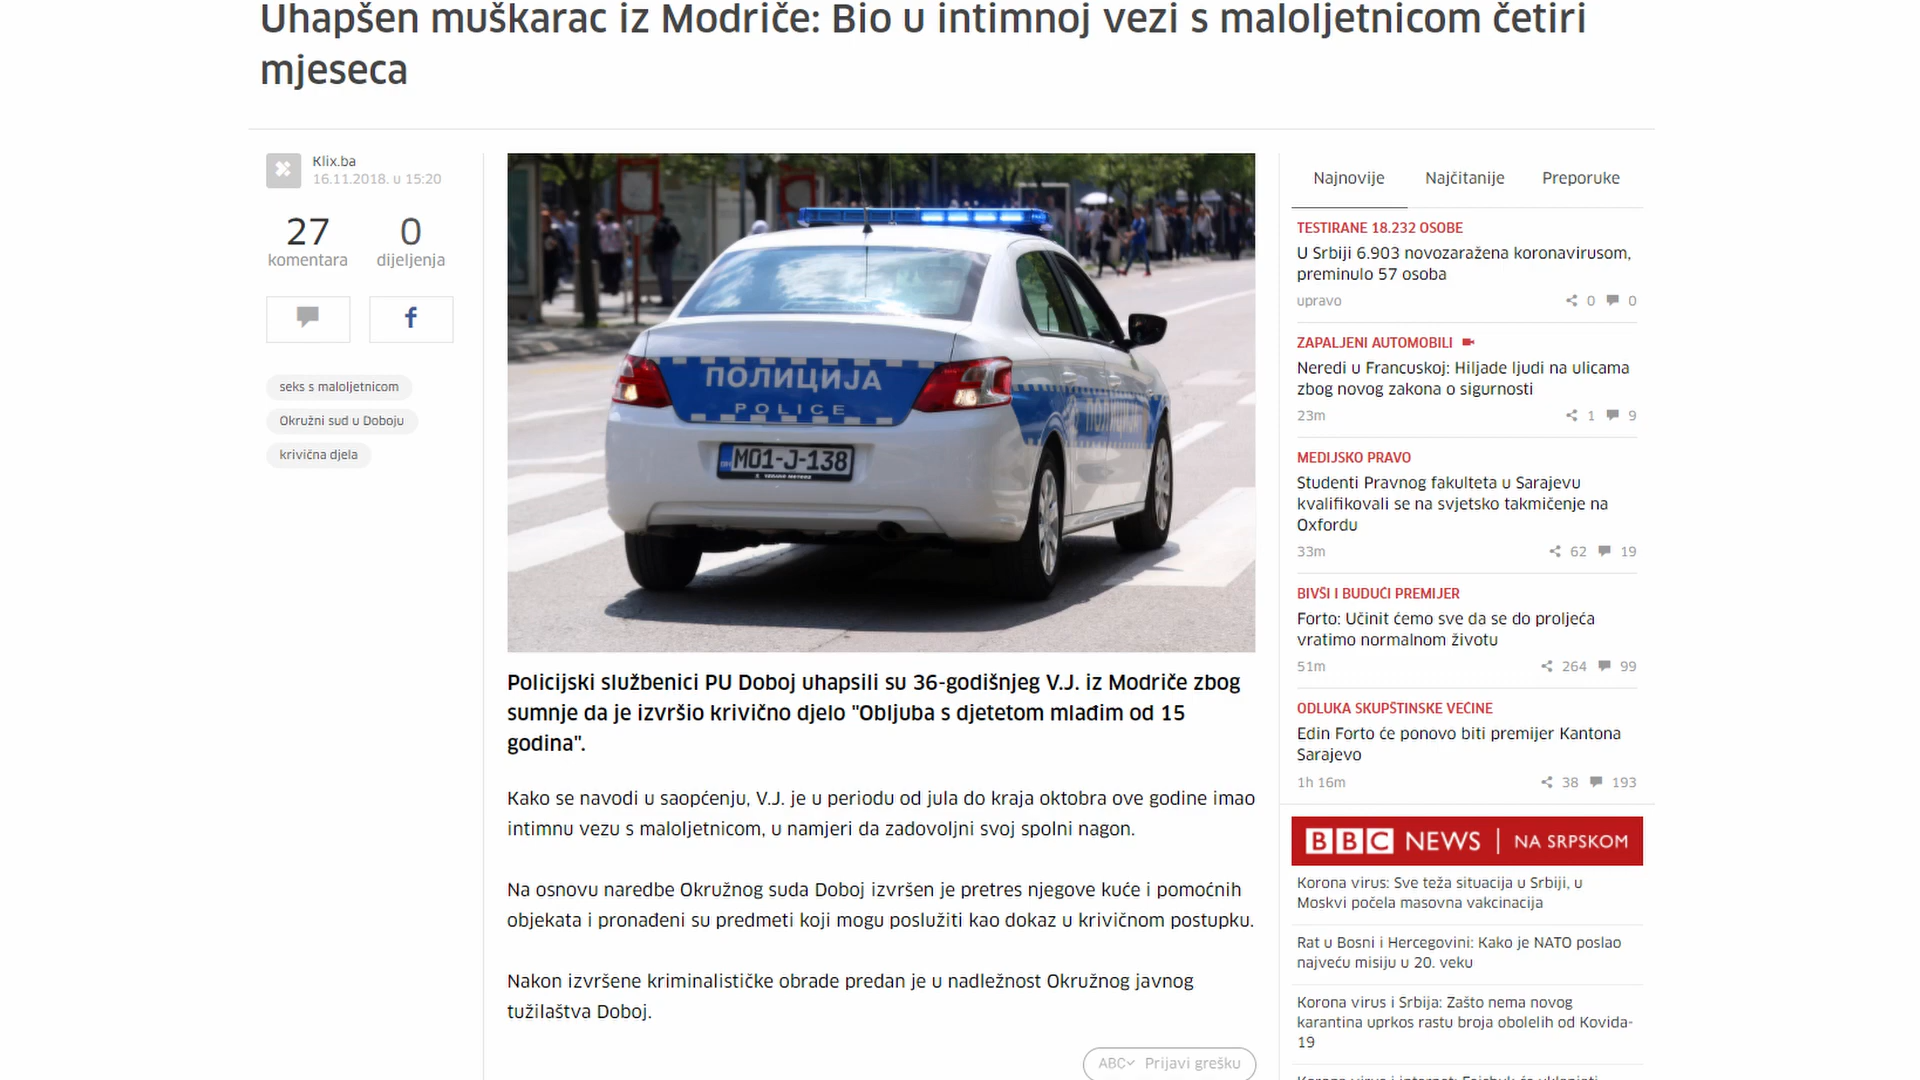 Uhapšen muškarac iz Modriče: Bio u intimnoj vezi s maloljetnicom četiri
mjeseca
Klix.ba
16.11.2018. u 15:20
27
komentara
0
dijeljenja
f
seks s maloljetnicom
Okružni sud u Doboju
krivična djela
ПОЛИЦИЈА
POLICE
M01-J-138
Policijski službenici PU Doboj uhapsili su 36-godišnjeg V.J. iz Modriče zbog
sumnje da je izvršio krivično djelo "Obljuba s djetetom mlađim od 15
godina".
Kako se navodi u saopćenju, V.J. je u periodu od jula do kraja oktobra ove godine imao
intimnu vezu s maloljetnicom, u namjeri da zadovoljni svoj spolni nagon.
Na osnovu naredbe Okružnog suda Doboj izvršen je pretres njegove kuće i pomoćnih
objekata i pronađeni su predmeti koji mogu poslužiti kao dokaz u krivičnom postupku.
Nakon izvršene kriminalističke obrade predan je u nadležnost Okružnog javnog
tužilaštva Doboj.
ABC Prijavi grešku
Najnovije Najčitanije Preporuke
TESTIRANE 18.232 OSOBE
U Srbiji 6.903 novozaražena koronavirusom,
preminulo 57 osoba
upravo 0 0
ZAPALJENI AUTOMOBILI
Neredi u Francuskoj: Hiljade ljudi na ulicama
zbog novog zakona o sigurnosti
23m 1 9
MEDIJSKO PRAVO
Studenti Pravnog fakulteta u Sarajevu
kvalifikovali se na svjetsko takmičenje na
Oxfordu
33m 62 19
BIVŠI I BUDUĆI PREMIJER
Forto: Učinit ćemo sve da se do proljeća
vratimo normalnom životu
51m 264 99
ODLUKA SKUPŠTINSKE VEĆINE
Edin Forto će ponovo biti premijer Kantona
Sarajevo
1h 16m 38 193
BBC NEWS | NA SRPSKOM
Korona virus: Sve teža situacija u Srbiji, u
Moskvi počela masovna vakcinacija
Rat u Bosni i Hercegovini: Kako je NATO poslao
najveću misiju u 20. veku
Korona virus i Srbija: Zašto nema novog
karantina uprkos rastu broja obolelih od Kovida-
19